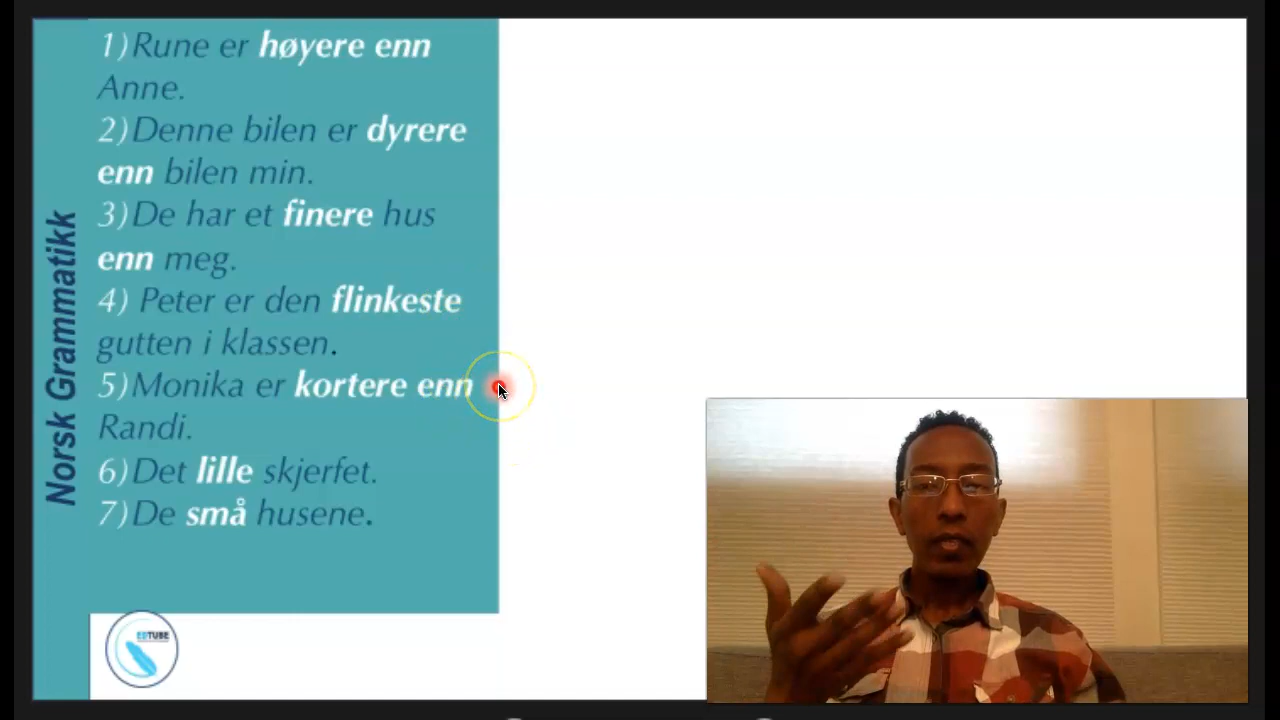 1)Rune er høyere enn
Anne.
2)Denne bilen er dyrere
enn bilen min.
3)De har et finere hus
enn meg.
4) Peter er den flinkeste
gutten i klassen.
5)Monika er kortere enn
Randi.
6)Det lille skjerfet.
7)De små husene.
Norsk Grammatikk
EDTUBE